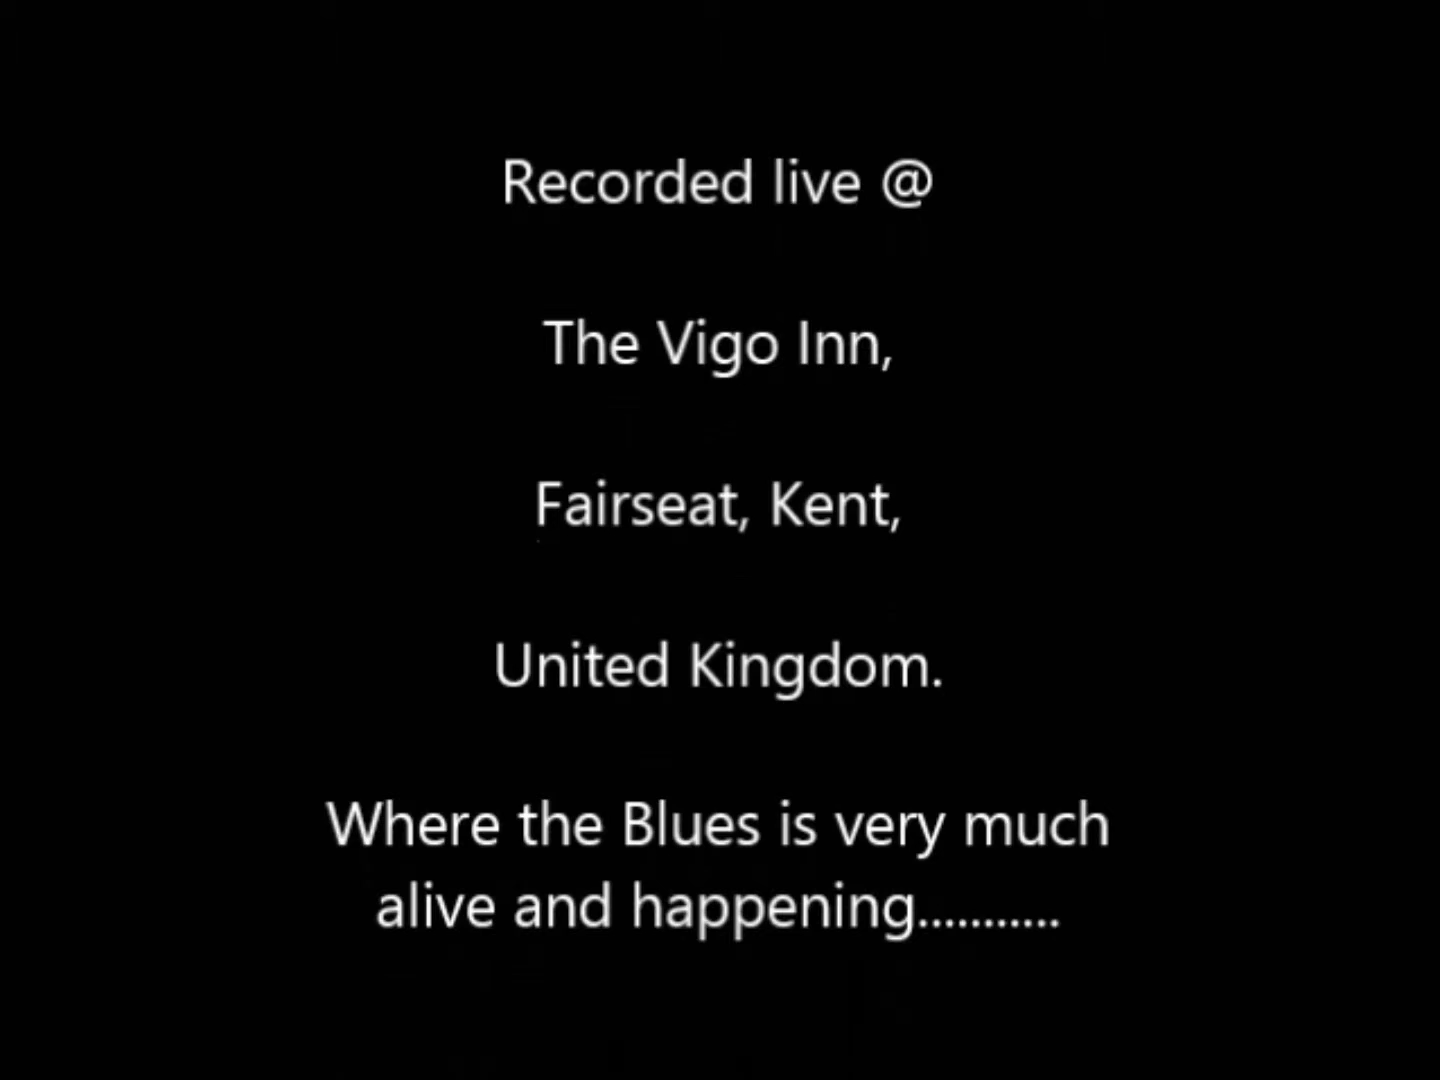 Recorded live @
The Vigo Inn,
Fairseat, Kent,
United Kingdom.
Where the Blues is very much
alive and happening...........